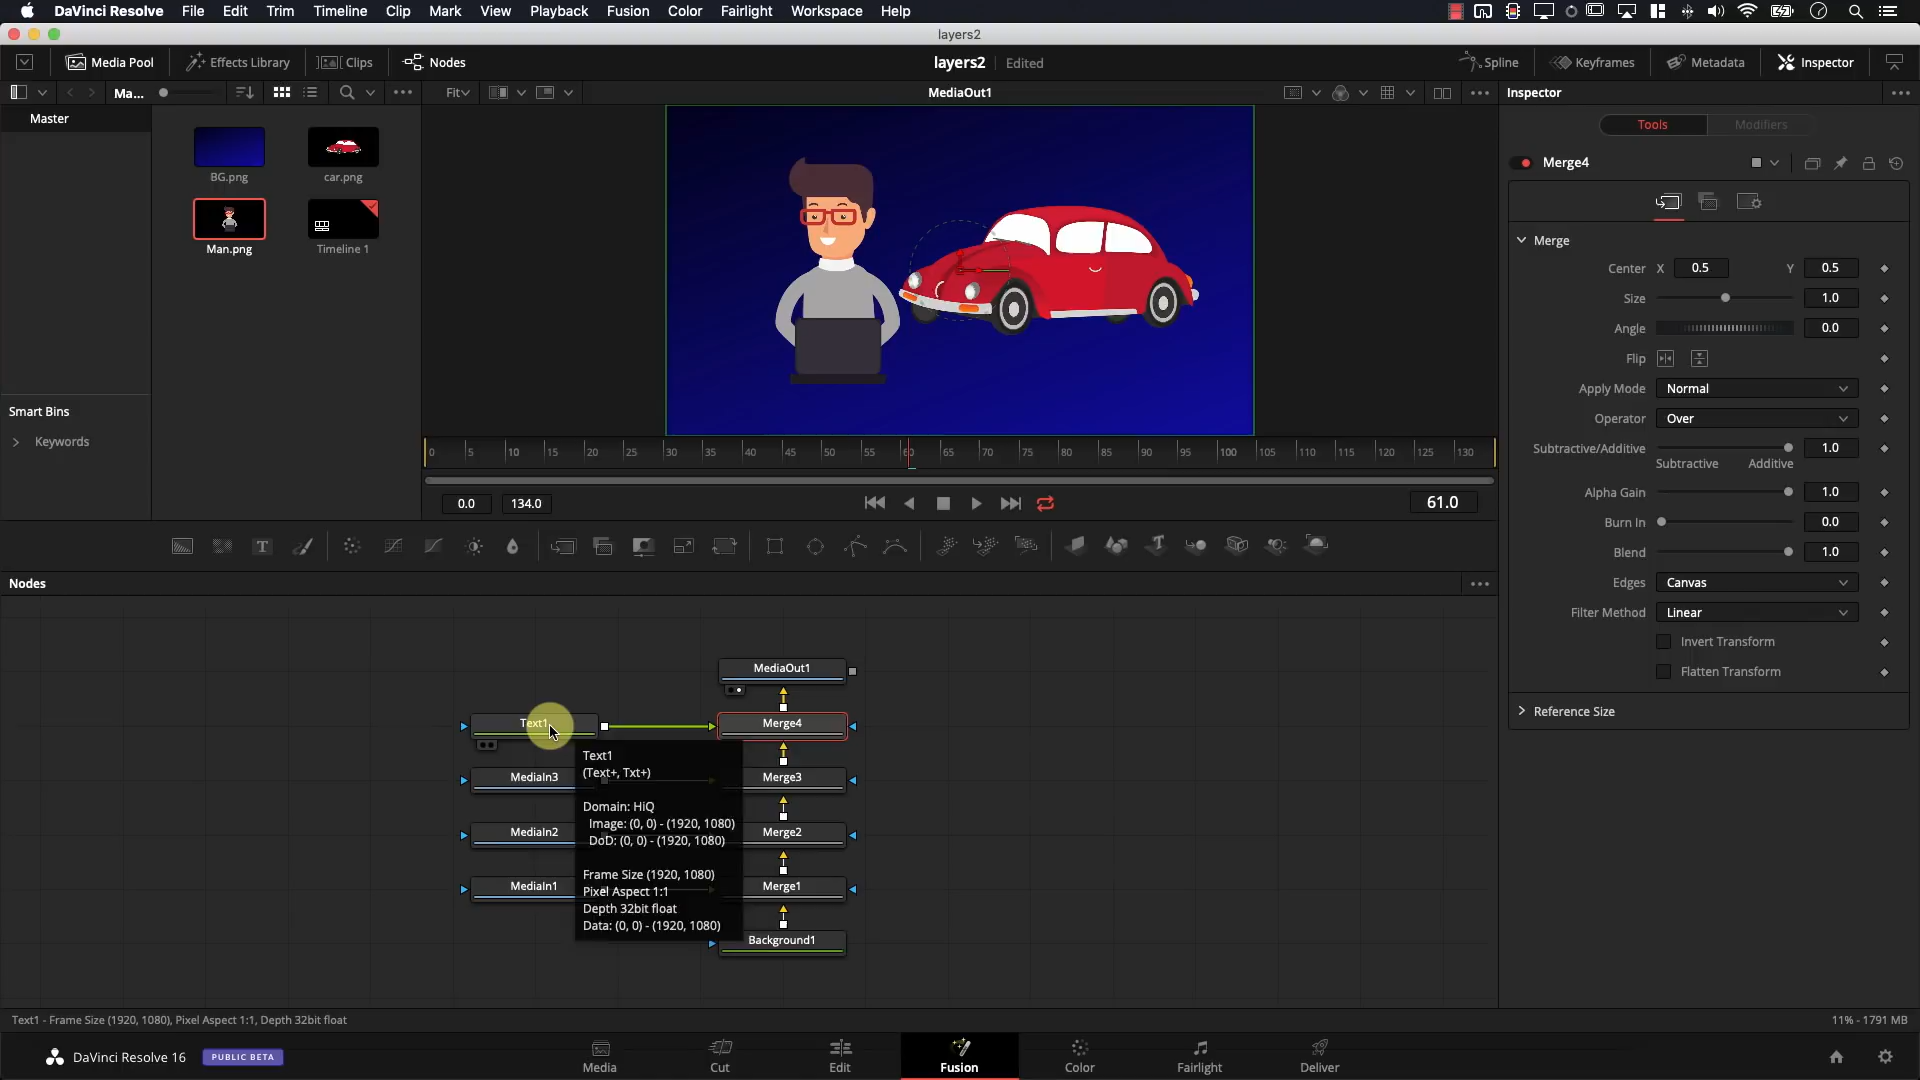 DaVinci Resolve File Edit Trim Timeline Clip Mark View Playback Fusion Color Fairlight Workspace Help
layers2
Media Pool Effects Library Clips Nodes layers2 Edited Spline Keyframes Metadata Inspector
Ma... Fit MediaOut1 Inspector
Master
Tools Modifiers
BG.png car.png
Man.png Timeline 1
Merge4
Merge
Center X 0.5 Y 0.5
Size 1.0
Angle 0.0
Flip
Apply Mode Normal
Operator Over
Subtractive/Additive 1.0
Subtractive Additive
Alpha Gain 1.0
Burn In 0.0
Blend 1.0
Edges Canvas
Filter Method Linear
Invert Transform
Flatten Transform
Reference Size
Smart Bins
Keywords
0 5 10 15 20 25 30 35 40 45 50 55 60 65 70 75 80 85 90 95 100 105 110 115 120 125 130
0.0 134.0 61.0
Nodes
MediaOut1
Text1 Merge4
MediaIn3 Merge3
MediaIn2 Merge2
MediaIn1 Merge1
Background1
Text1
(Text+, Txt+)
Domain: HiQ
Image: (0, 0) - (1920, 1080)
DoD: (0, 0) - (1920, 1080)
Frame Size (1920, 1080)
Pixel Aspect 1:1
Depth 32bit float
Data: (0, 0) - (1920, 1080)
Text1 - Frame Size (1920, 1080), Pixel Aspect 1:1, Depth 32bit float 11% - 1791 MB
DaVinci Resolve 16 PUBLIC BETA
Media Cut Edit Fusion Color Fairlight Deliver